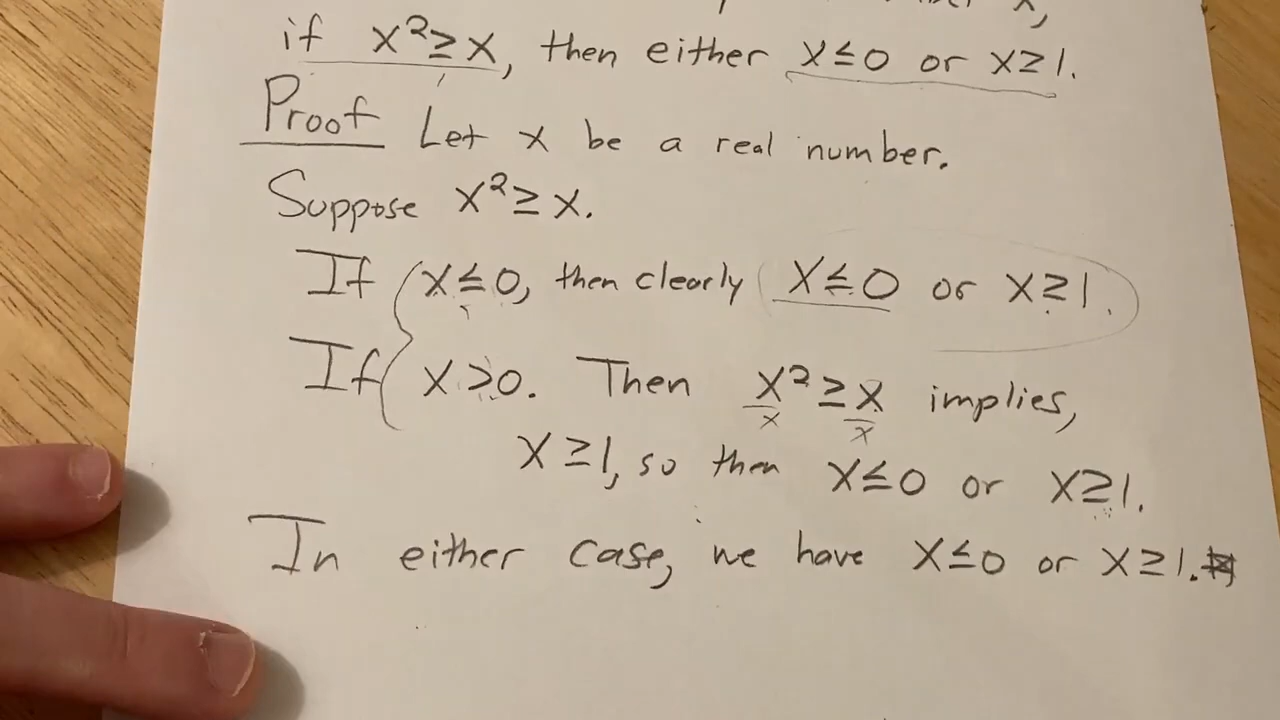 x,
if x² ≥ x, then either x ≤ 0 or x ≥ 1.
Proof Let x be a real number.
Suppose x² ≥ x.
If x ≤ 0, then clearly x ≤ 0 or x ≥ 1.
If x > 0. Then x²/x ≥ x/x implies,
x ≥ 1, so then x ≤ 0 or x ≥ 1.
In either case, we have x ≤ 0 or x ≥ 1.